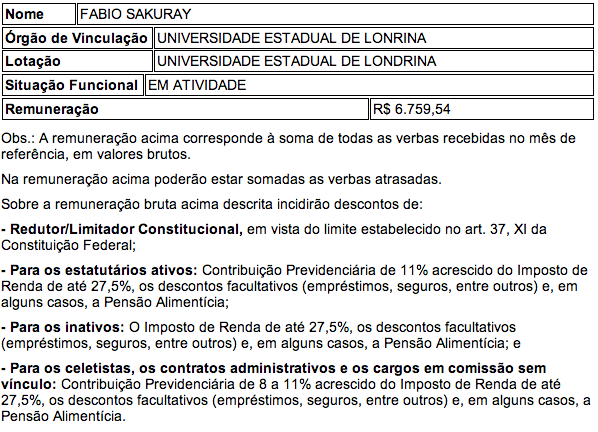 Nome FABIO SAKURAY
Órgão de Vinculação UNIVERSIDADE ESTADUAL DE LONRINA
Lotação UNIVERSIDADE ESTADUAL DE LONDRINA
Situação Funcional EM ATIVIDADE
Remuneração R$ 6.759,54
Obs.: A remuneração acima corresponde à soma de todas as verbas recebidas no mês de
referência, em valores brutos.
Na remuneração acima poderão estar somadas as verbas atrasadas.
Sobre a remuneração bruta acima descrita incidirão descontos de:
- Redutor/Limitador Constitucional, em vista do limite estabelecido no art. 37, XI da
Constituição Federal;
- Para os estatutários ativos: Contribuição Previdenciária de 11% acrescido do Imposto de
Renda de até 27,5%, os descontos facultativos (empréstimos, seguros, entre outros) e, em
alguns casos, a Pensão Alimentícia;
- Para os inativos: O Imposto de Renda de até 27,5%, os descontos facultativos
(empréstimos, seguros, entre outros) e, em alguns casos, a Pensão Alimentícia; e
- Para os celetistas, os contratos administrativos e os cargos em comissão sem
vínculo: Contribuição Previdenciária de 8 a 11% acrescido do Imposto de Renda de até
27,5%, os descontos facultativos (empréstimos, seguros, entre outros) e, em alguns casos, a
Pensão Alimentícia.